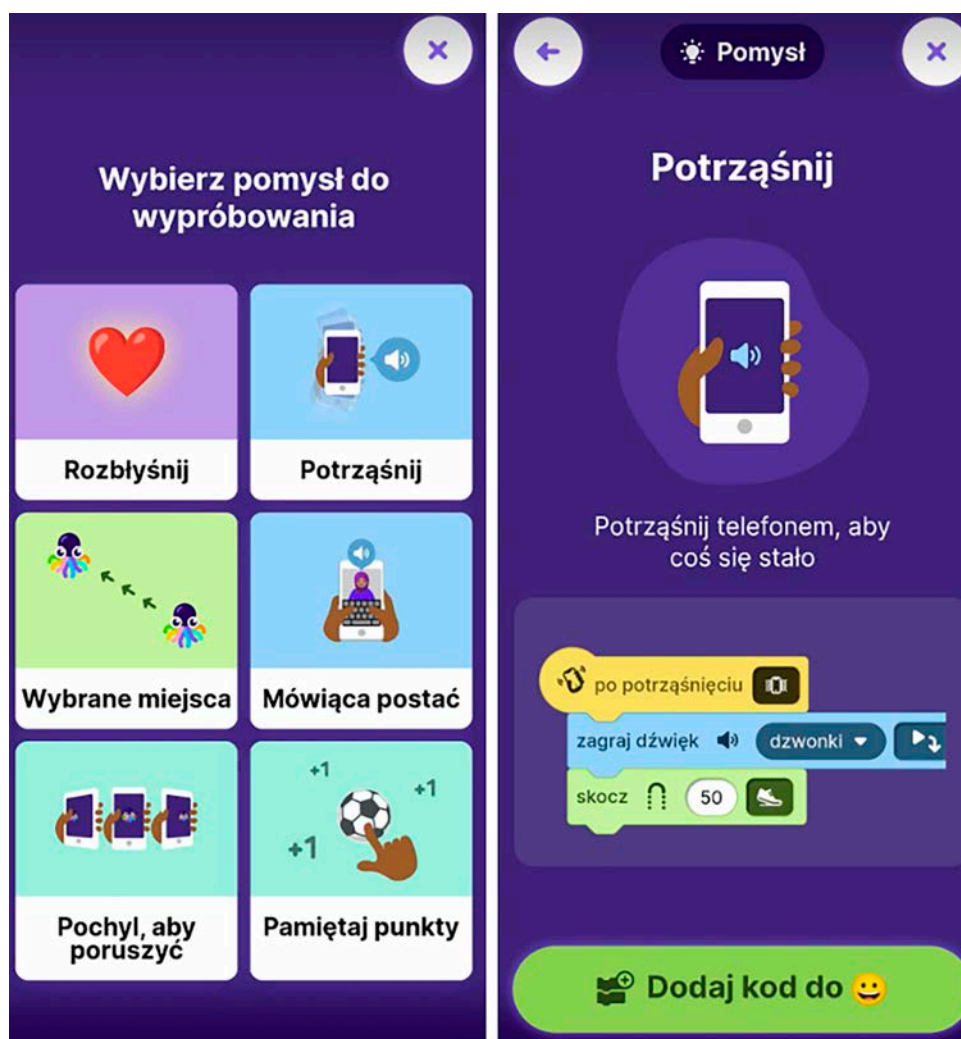 Wybierz pomysł do
wypróbowania
Rozbłyśnij
Potrząśnij
Wybrane miejsca
Mówiąca postać
+1
+1
+1
Pochyl, aby
poruszyć
Pamiętaj punkty
Pomysł
Potrząśnij
Potrząśnij telefonem, aby
coś się stało
po potrząśnięciu
zagraj dźwięk dzwonki
skocz 50
Dodaj kod do 😀